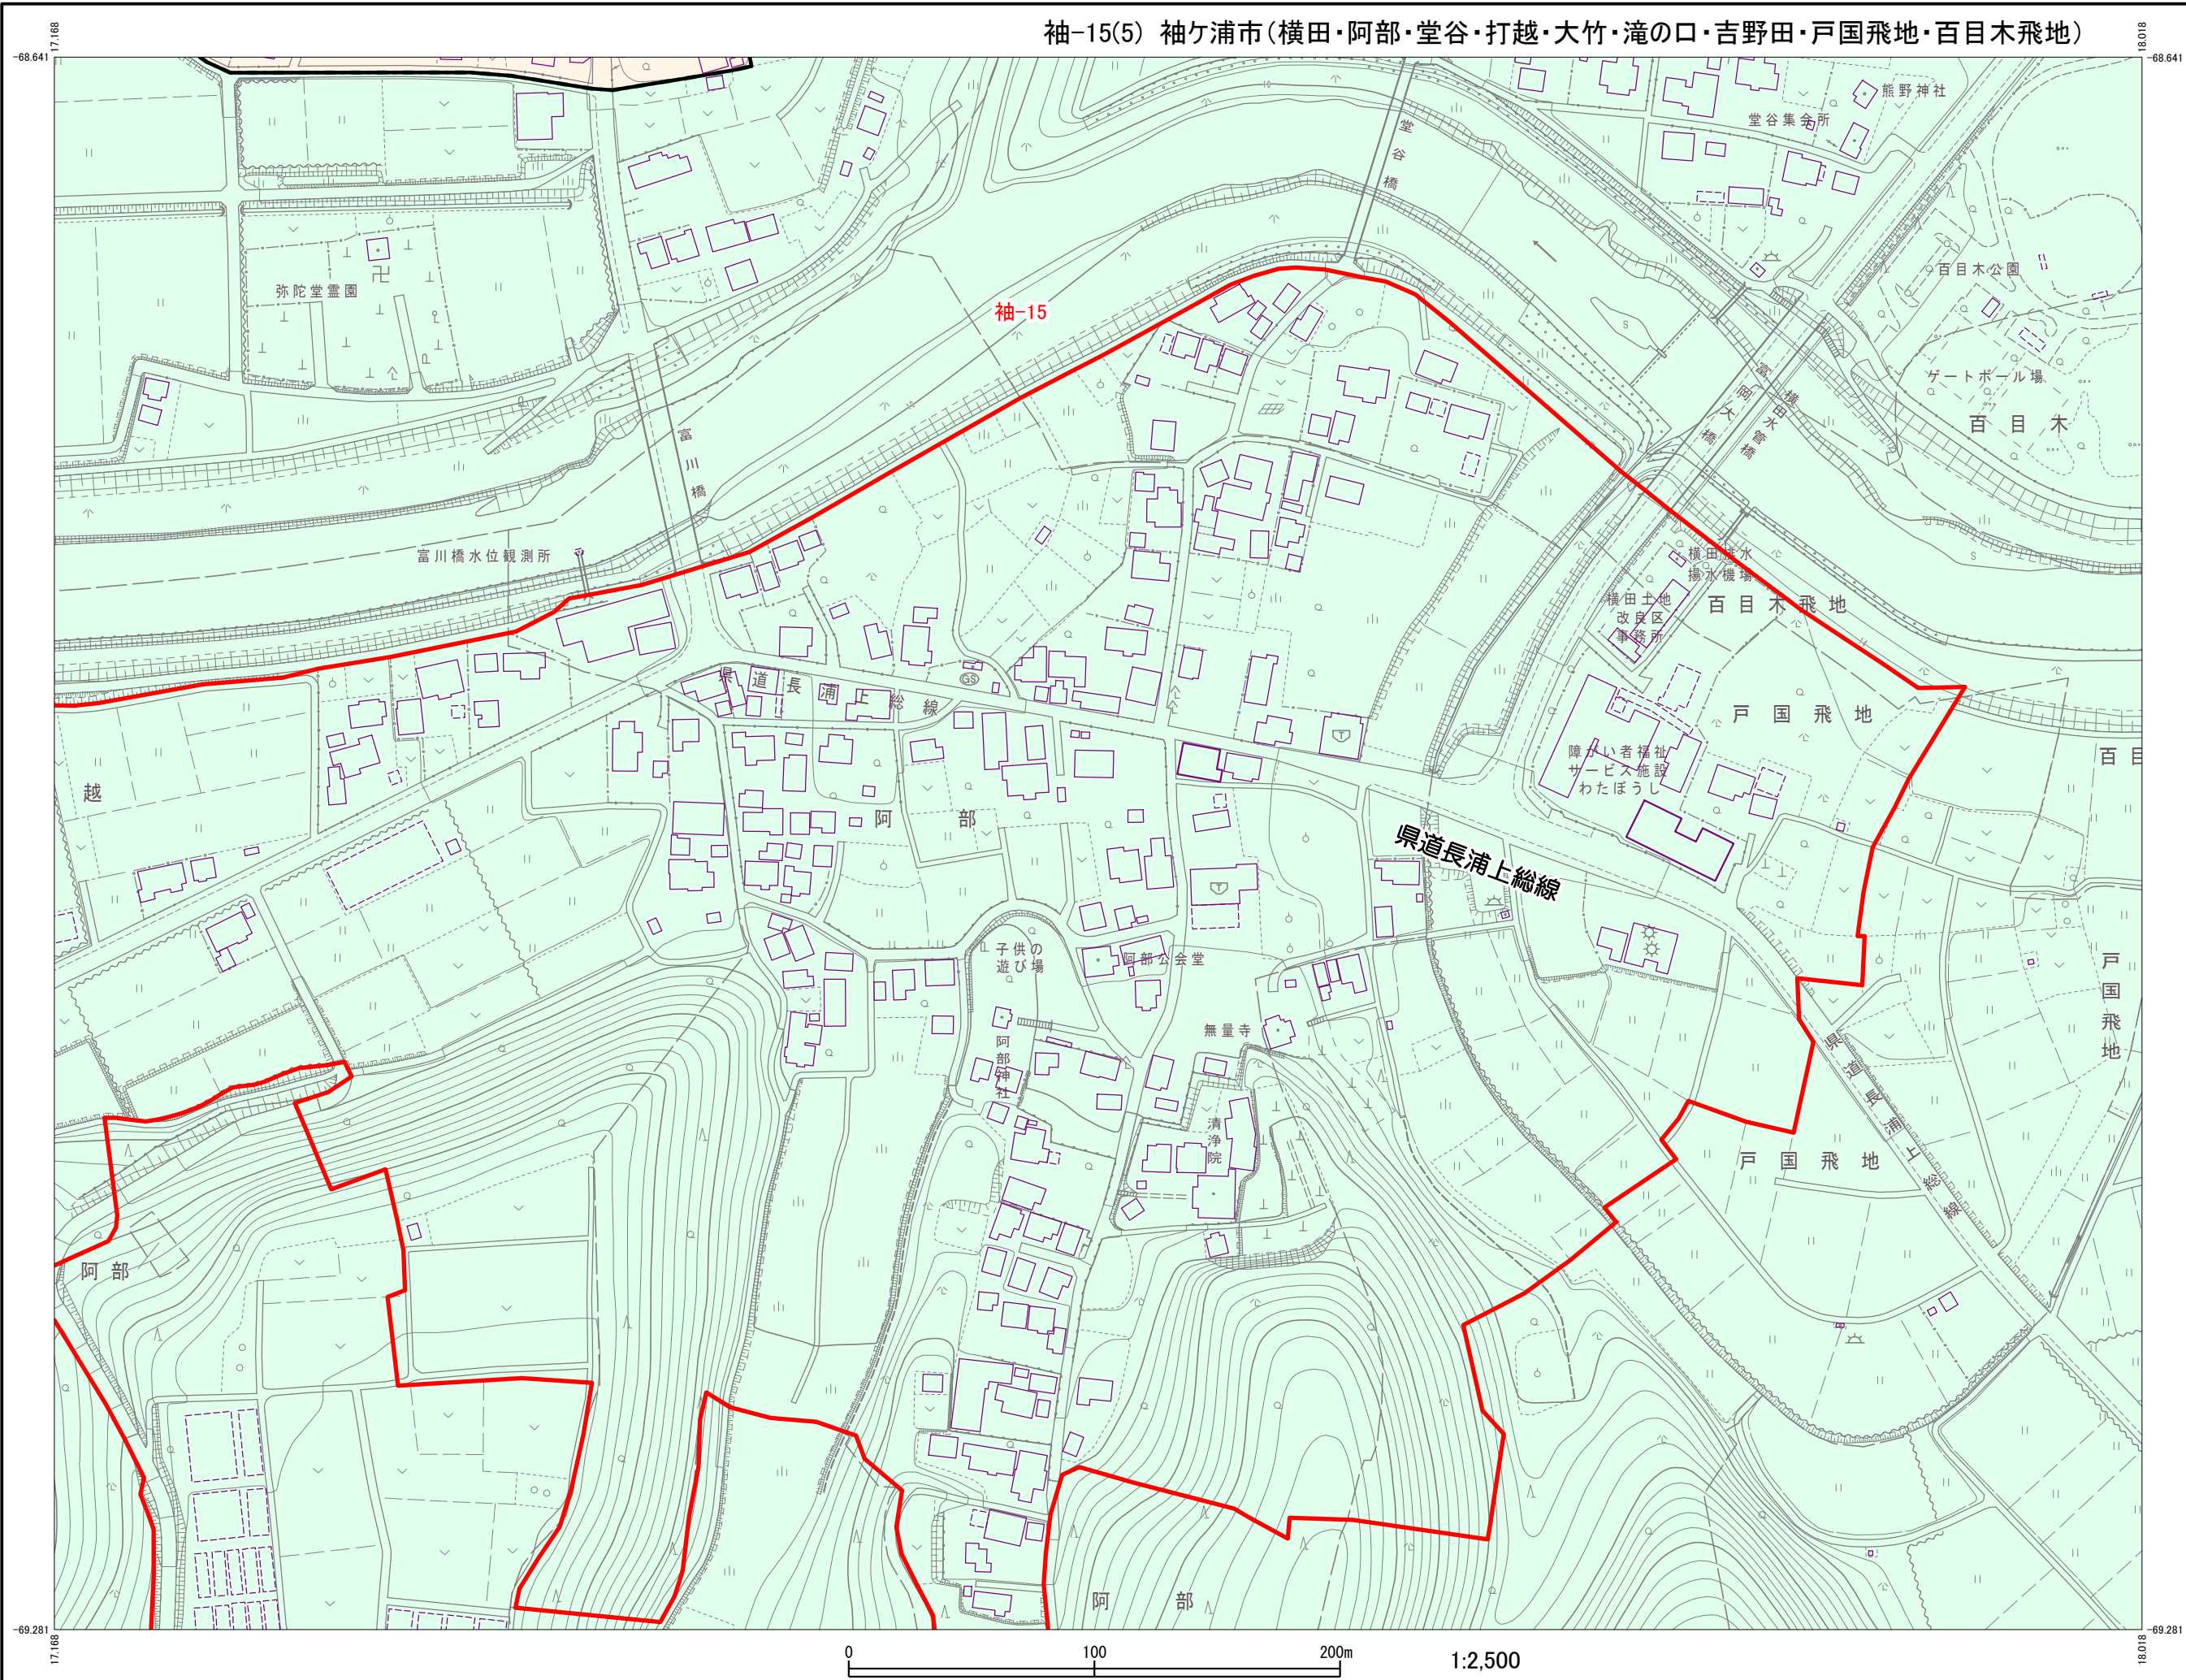 袖-15(5) 袖ケ浦市(横田・阿部・堂谷・打越・大竹・滝の口・吉野田・戸国飛地・百目木飛地)
17.168
18.018
-68.641
-68.641
熊野神社
堂谷集会所
堂谷橋
百目木公園
弥陀堂霊園
袖-15
ゲートボール場
百目木
富岡大橋
横田水管橋
富川橋
富川橋水位観測所
横田排水
揚水機場
横田土地
改良区
事務所
百目木飛地
県道長浦上総線
GS
戸国飛地
障がい者福祉
サービス施設
わたぼうし
百目
越
阿部
県道長浦上総線
子供の
遊び場
阿部公会堂
戸国飛地
無量寺
阿部神社
県道長浦上総線
清浄院
戸国飛地
阿部
阿部
-69.281
-69.281
17.168
18.018
0 100 200m
1:2,500